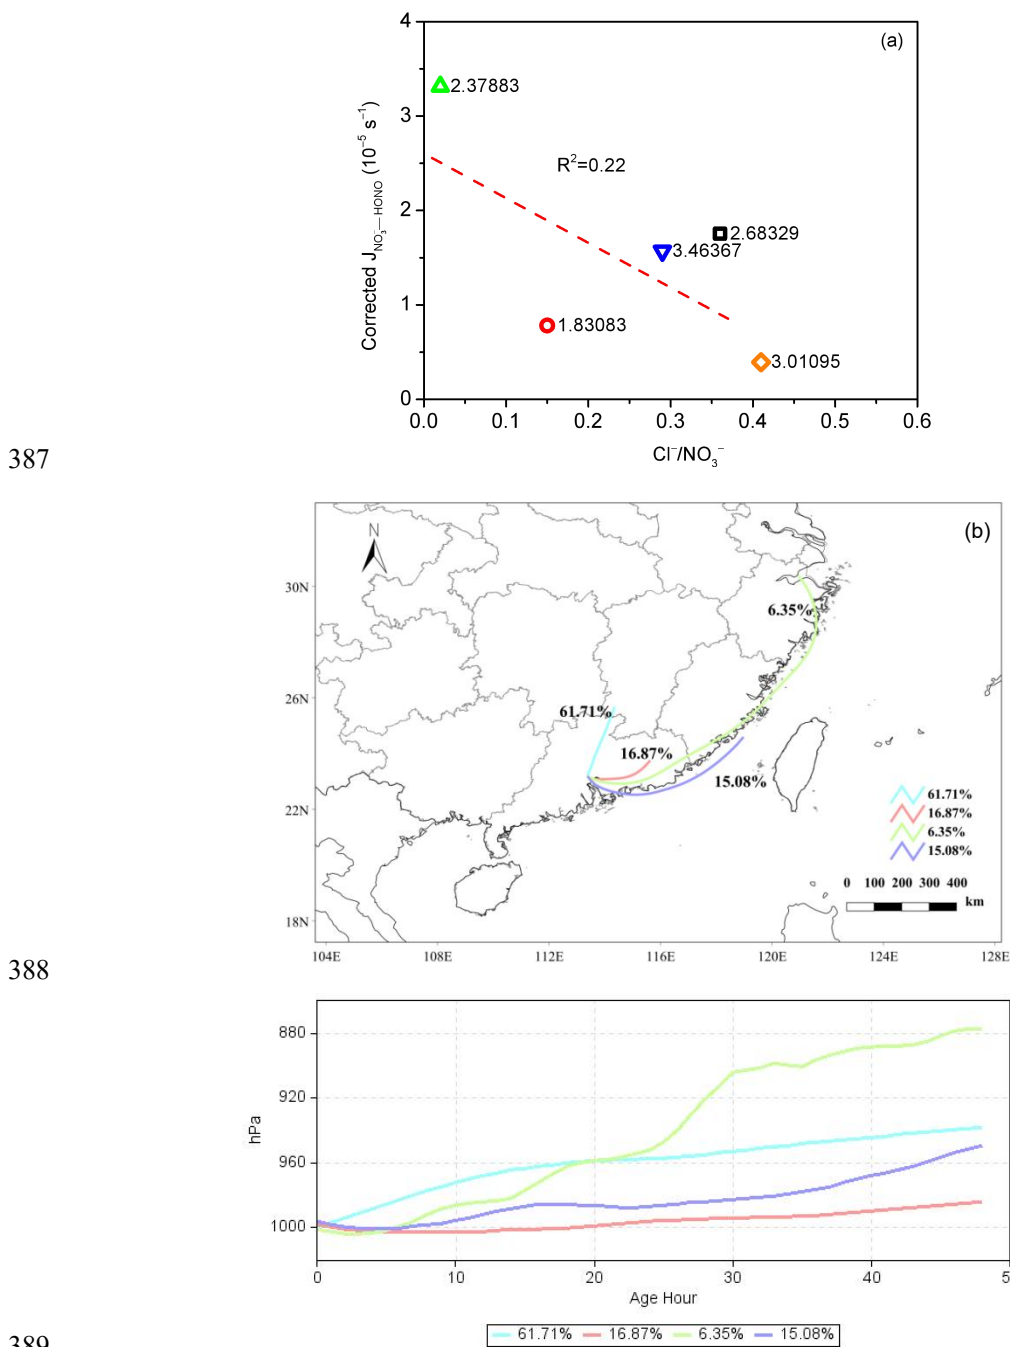 4
(a)
2.37883
3
Corrected J_NO₃⁻—HONO (10⁻⁵ s⁻¹)
R²=0.22
2
2.68329
3.46367
1
1.83083
3.01095
0
0.0 0.1 0.2 0.3 0.4 0.5 0.6
Cl⁻/NO₃⁻
387
(b)
N
30N
6.35%
26N
61.71%
16.87%
15.08%
22N
61.71%
16.87%
6.35%
15.08%
0 100 200 300 400
km
18N
104E 108E 112E 116E 120E 124E 128E
388
880
920
hPa
960
1000
0 10 20 30 40
Age Hour
61.71% 16.87% 6.35% 15.08%